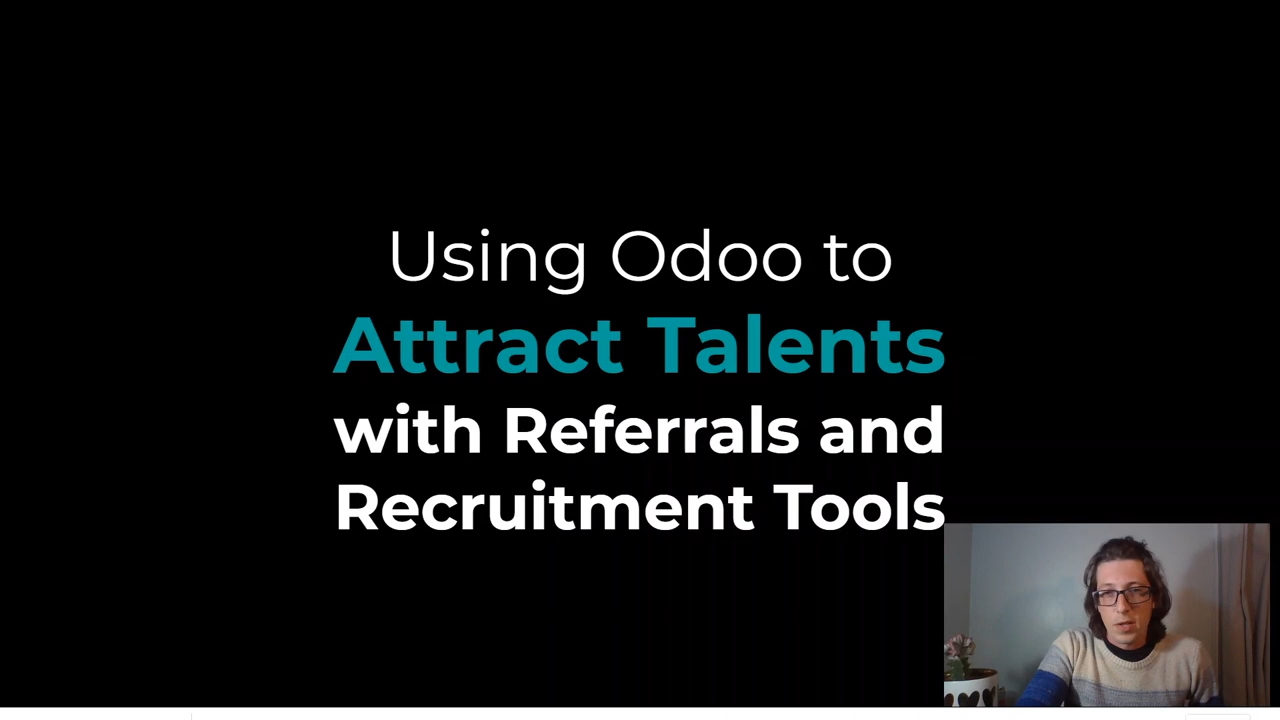 Using Odoo to
Attract Talents
with Referrals and
Recruitment Tools